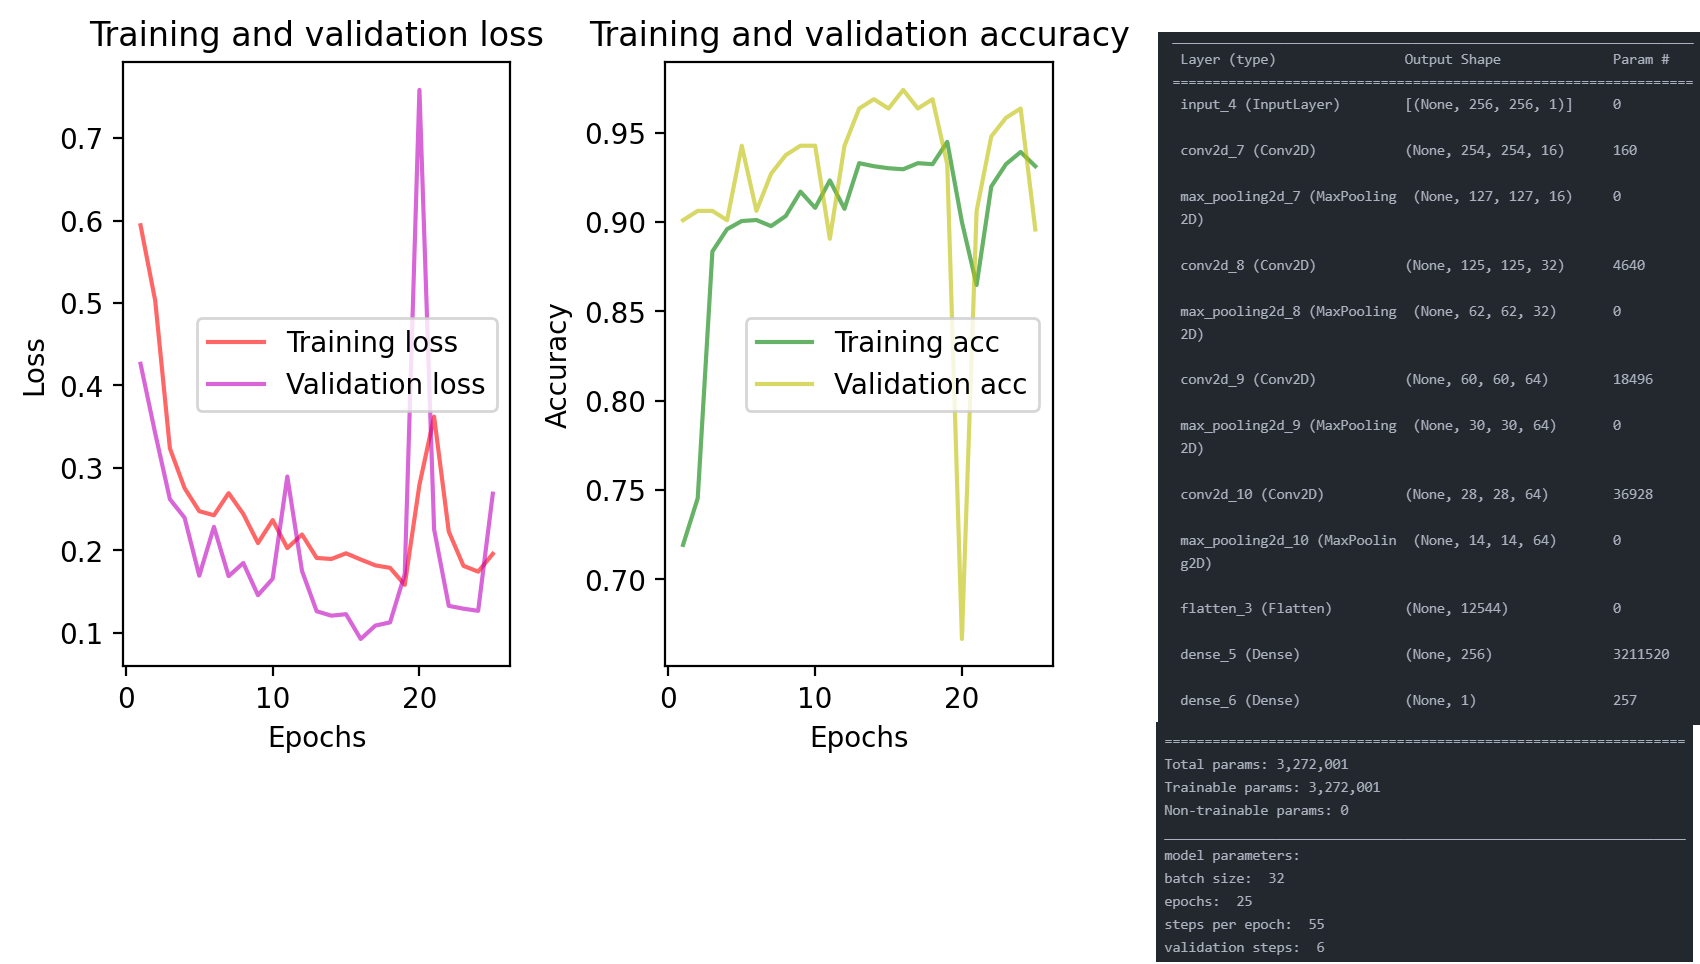 Training and validation loss
Loss
0.7
0.6
0.5
0.4
0.3
0.2
0.1
0
10
20
Epochs
Training loss
Validation loss
Training and validation accuracy
Accuracy
0.95
0.90
0.85
0.80
0.75
0.70
0
10
20
Epochs
Training acc
Validation acc
Layer (type) Output Shape Param #
=================================================================
input_4 (InputLayer) [(None, 256, 256, 1)] 0
conv2d_7 (Conv2D) (None, 254, 254, 16) 160
max_pooling2d_7 (MaxPooling (None, 127, 127, 16) 0
2D)
conv2d_8 (Conv2D) (None, 125, 125, 32) 4640
max_pooling2d_8 (MaxPooling (None, 62, 62, 32) 0
2D)
conv2d_9 (Conv2D) (None, 60, 60, 64) 18496
max_pooling2d_9 (MaxPooling (None, 30, 30, 64) 0
2D)
conv2d_10 (Conv2D) (None, 28, 28, 64) 36928
max_pooling2d_10 (MaxPoolin (None, 14, 14, 64) 0
g2D)
flatten_3 (Flatten) (None, 12544) 0
dense_5 (Dense) (None, 256) 3211520
dense_6 (Dense) (None, 1) 257
=================================================================
Total params: 3,272,001
Trainable params: 3,272,001
Non-trainable params: 0
model parameters:
batch size: 32
epochs: 25
steps per epoch: 55
validation steps: 6